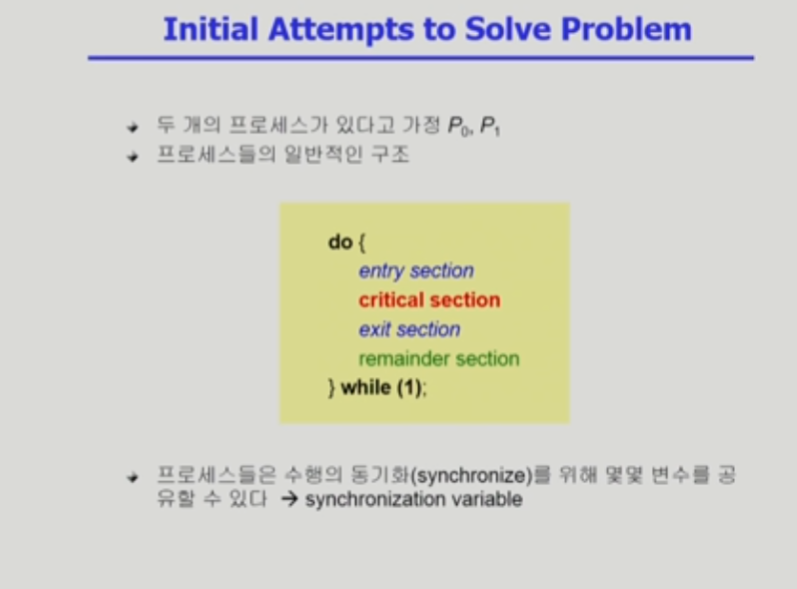 Initial Attempts to Solve Problem
두 개의 프로세스가 있다고 가정 P₀, P₁
프로세스들의 일반적인 구조
do {
entry section
critical section
exit section
remainder section
} while (1);
프로세스들은 수행의 동기화(synchronize)를 위해 몇몇 변수를 공
유할 수 있다 → synchronization variable